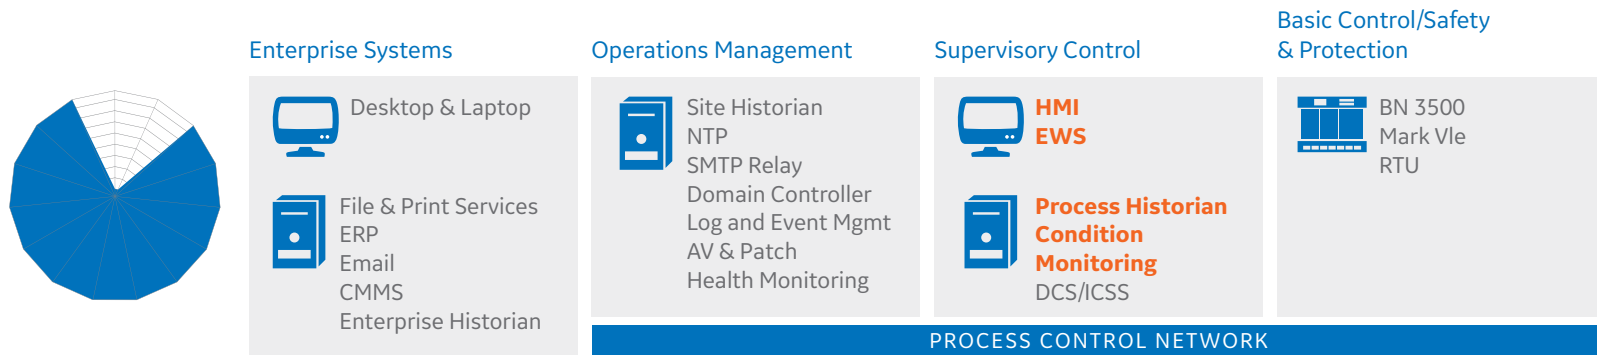 Enterprise Systems
Desktop & Laptop
File & Print Services
ERP
Email
CMMS
Enterprise Historian
Operations Management
Site Historian
NTP
SMTP Relay
Domain Controller
Log and Event Mgmt
AV & Patch
Health Monitoring
Supervisory Control
HMI
EWS
Process Historian
Condition
Monitoring
DCS/ICSS
Basic Control/Safety
& Protection
BN 3500
Mark Vle
RTU
PROCESS CONTROL NETWORK